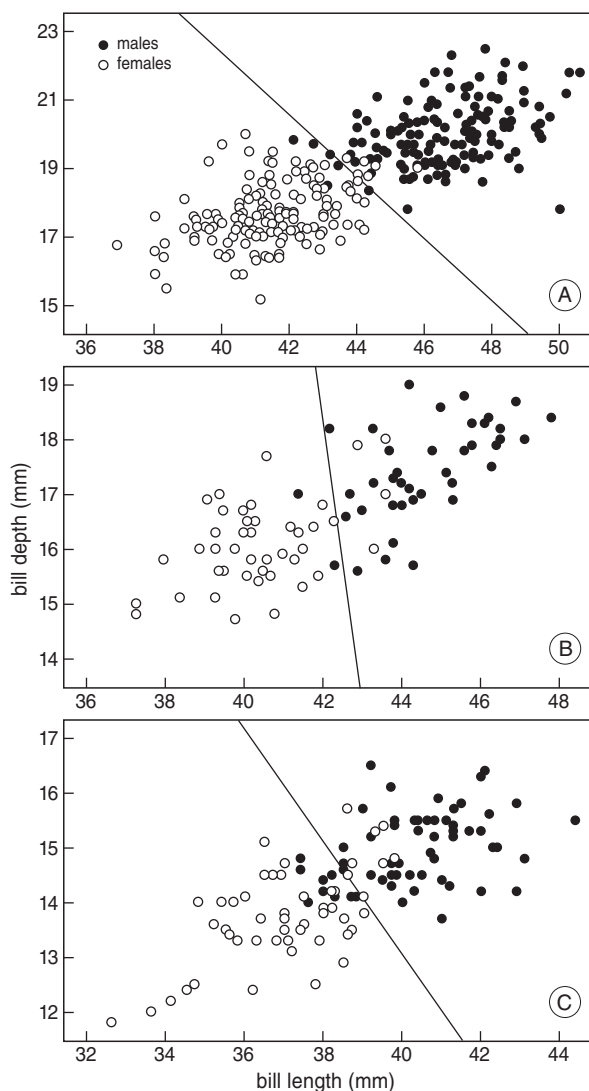 males
females
23
21
19
17
15
A
36 38 40 42 44 46 48 50
19
18
17
16
15
14
B
36 38 40 42 44 46 48
bill depth (mm)
17
16
15
14
13
12
C
32 34 36 38 40 42 44
bill length (mm)